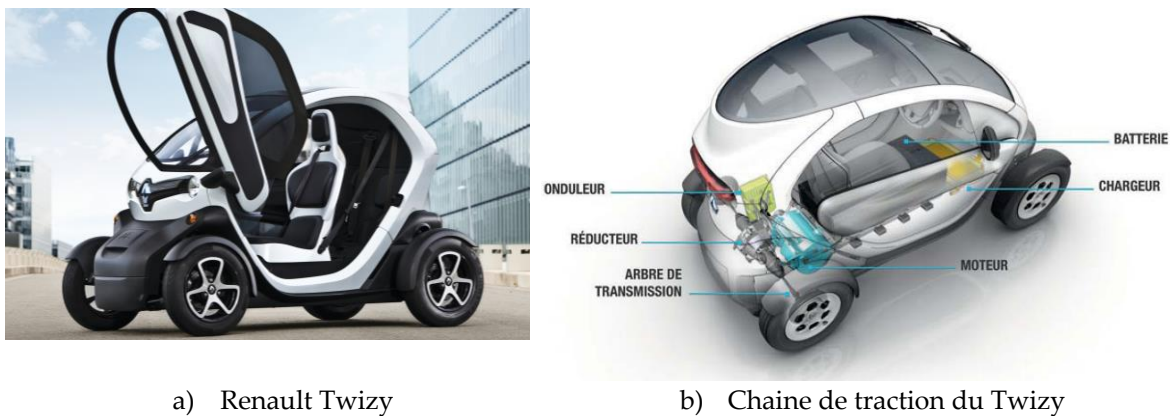 BATTERIE
ONDULEUR
CHARGEUR
RÉDUCTEUR
MOTEUR
ARBRE DE
TRANSMISSION
a) Renault Twizy
b) Chaine de traction du Twizy